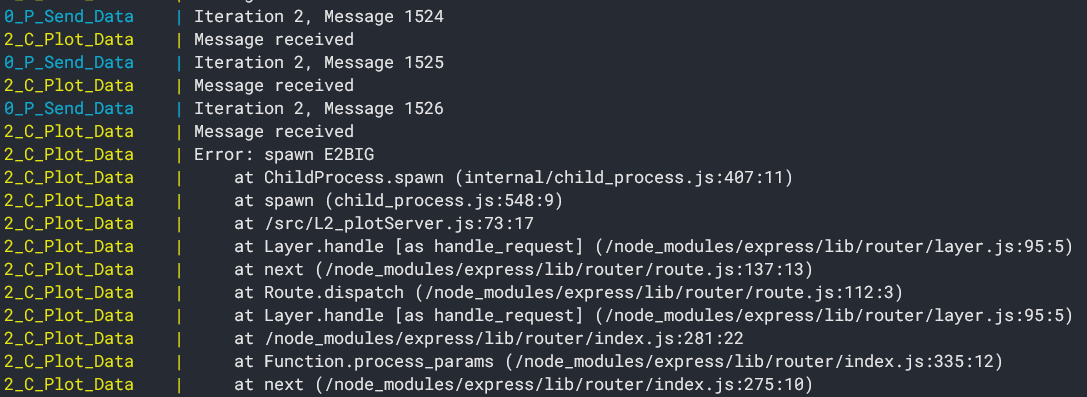 0_P_Send_Data | Iteration 2, Message 1524
2_C_Plot_Data | Message received
0_P_Send_Data | Iteration 2, Message 1525
2_C_Plot_Data | Message received
0_P_Send_Data | Iteration 2, Message 1526
2_C_Plot_Data | Message received
2_C_Plot_Data | Error: spawn E2BIG
2_C_Plot_Data | at ChildProcess.spawn (internal/child_process.js:407:11)
2_C_Plot_Data | at spawn (child_process.js:548:9)
2_C_Plot_Data | at /src/L2_plotServer.js:73:17
2_C_Plot_Data | at Layer.handle [as handle_request] (/node_modules/express/lib/router/layer.js:95:5)
2_C_Plot_Data | at next (/node_modules/express/lib/router/route.js:137:13)
2_C_Plot_Data | at Route.dispatch (/node_modules/express/lib/router/route.js:112:3)
2_C_Plot_Data | at Layer.handle [as handle_request] (/node_modules/express/lib/router/layer.js:95:5)
2_C_Plot_Data | at /node_modules/express/lib/router/index.js:281:22
2_C_Plot_Data | at Function.process_params (/node_modules/express/lib/router/index.js:335:12)
2_C_Plot_Data | at next (/node_modules/express/lib/router/index.js:275:10)